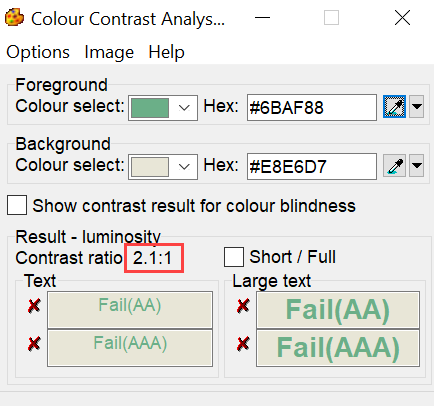 Colour Contrast Analys...
Options Image Help
Foreground
Colour select: Hex: #6BAF88
Background
Colour select: Hex: #E8E6D7
Show contrast result for colour blindness
Result - luminosity
Contrast ratio: 2.1:1 Short / Full
Text Large text
Fail(AA) Fail(AA)
Fail(AAA) Fail(AAA)